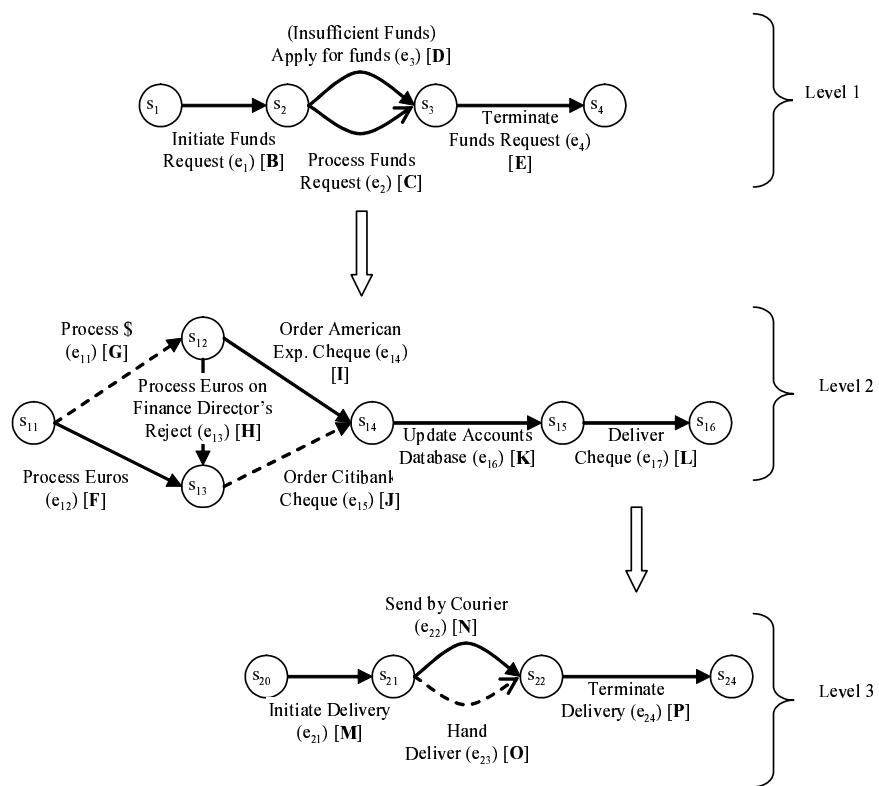 (Insufficient Funds)
Apply for funds (e3) [D]
s1
s2
s3
s4
Level 1
Initiate Funds
Request (e1) [B]
Process Funds
Request (e2) [C]
Terminate
Funds Request (e4)
[E]
Process $
(e11) [G]
s12
Order American
Exp. Cheque (e14)
[I]
Process Euros on
Finance Director's
Reject (e13) [H]
Level 2
s11
s14
s15
s16
Update Accounts
Database (e16) [K]
Deliver
Cheque (e17) [L]
Process Euros
(e12) [F]
s13
Order Citibank
Cheque (e15) [J]
Send by Courier
(e22) [N]
s20
s21
s22
s24
Level 3
Initiate Delivery
(e21) [M]
Hand
Deliver (e23) [O]
Terminate
Delivery (e24) [P]